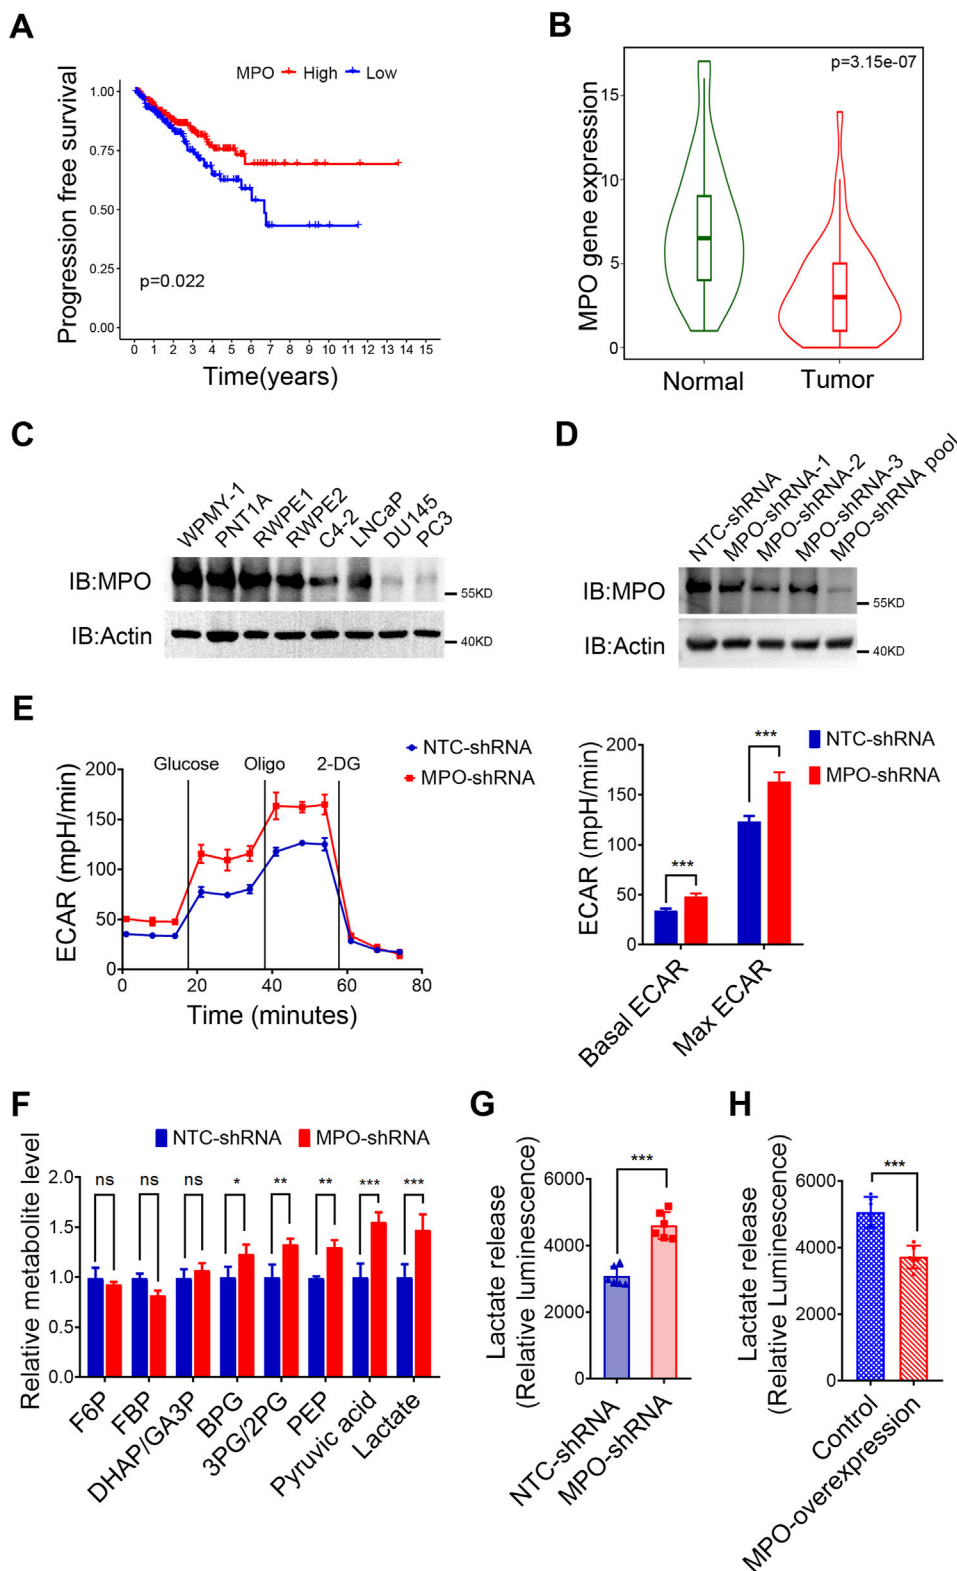 A
MPO High Low
Progression free survival
1.00
0.75
0.50
0.25
0.00
p=0.022
0 1 2 3 4 5 6 7 8 9 10 11 12 13 14 15
Time(years)
B
p=3.15e-07
MPO gene expression
15
10
5
0
Normal Tumor
C
WPMY-1 PNT1A RWPE1 RWPE2 C4-2 LNCaP DU145 PC3
IB:MPO
55KD
IB:Actin
40KD
D
NTC-shRNA MPO-shRNA-1 MPO-shRNA-2 MPO-shRNA-3 MPO-shRNA pool
IB:MPO
55KD
IB:Actin
40KD
E
NTC-shRNA
MPO-shRNA
Glucose Oligo 2-DG
ECAR (mpH/min)
200
150
100
50
0
0 20 40 60 80
Time (minutes)
NTC-shRNA
MPO-shRNA
ECAR (mpH/min)
200
150
100
50
0
*** ***
Basal ECAR Max ECAR
F
NTC-shRNA MPO-shRNA
Relative metabolite level
2.0
1.5
1.0
0.5
0.0
ns ns ns * ** ** *** ***
F6P FBP DHAP/GA3P BPG 3PG/2PG PEP Pyruvic acid Lactate
G
Lactate release
(Relative luminescence)
6000
4000
2000
0
***
NTC-shRNA MPO-shRNA
H
Lactate release
(Relative Luminescence)
6000
4000
2000
0
***
Control MPO-overexpression